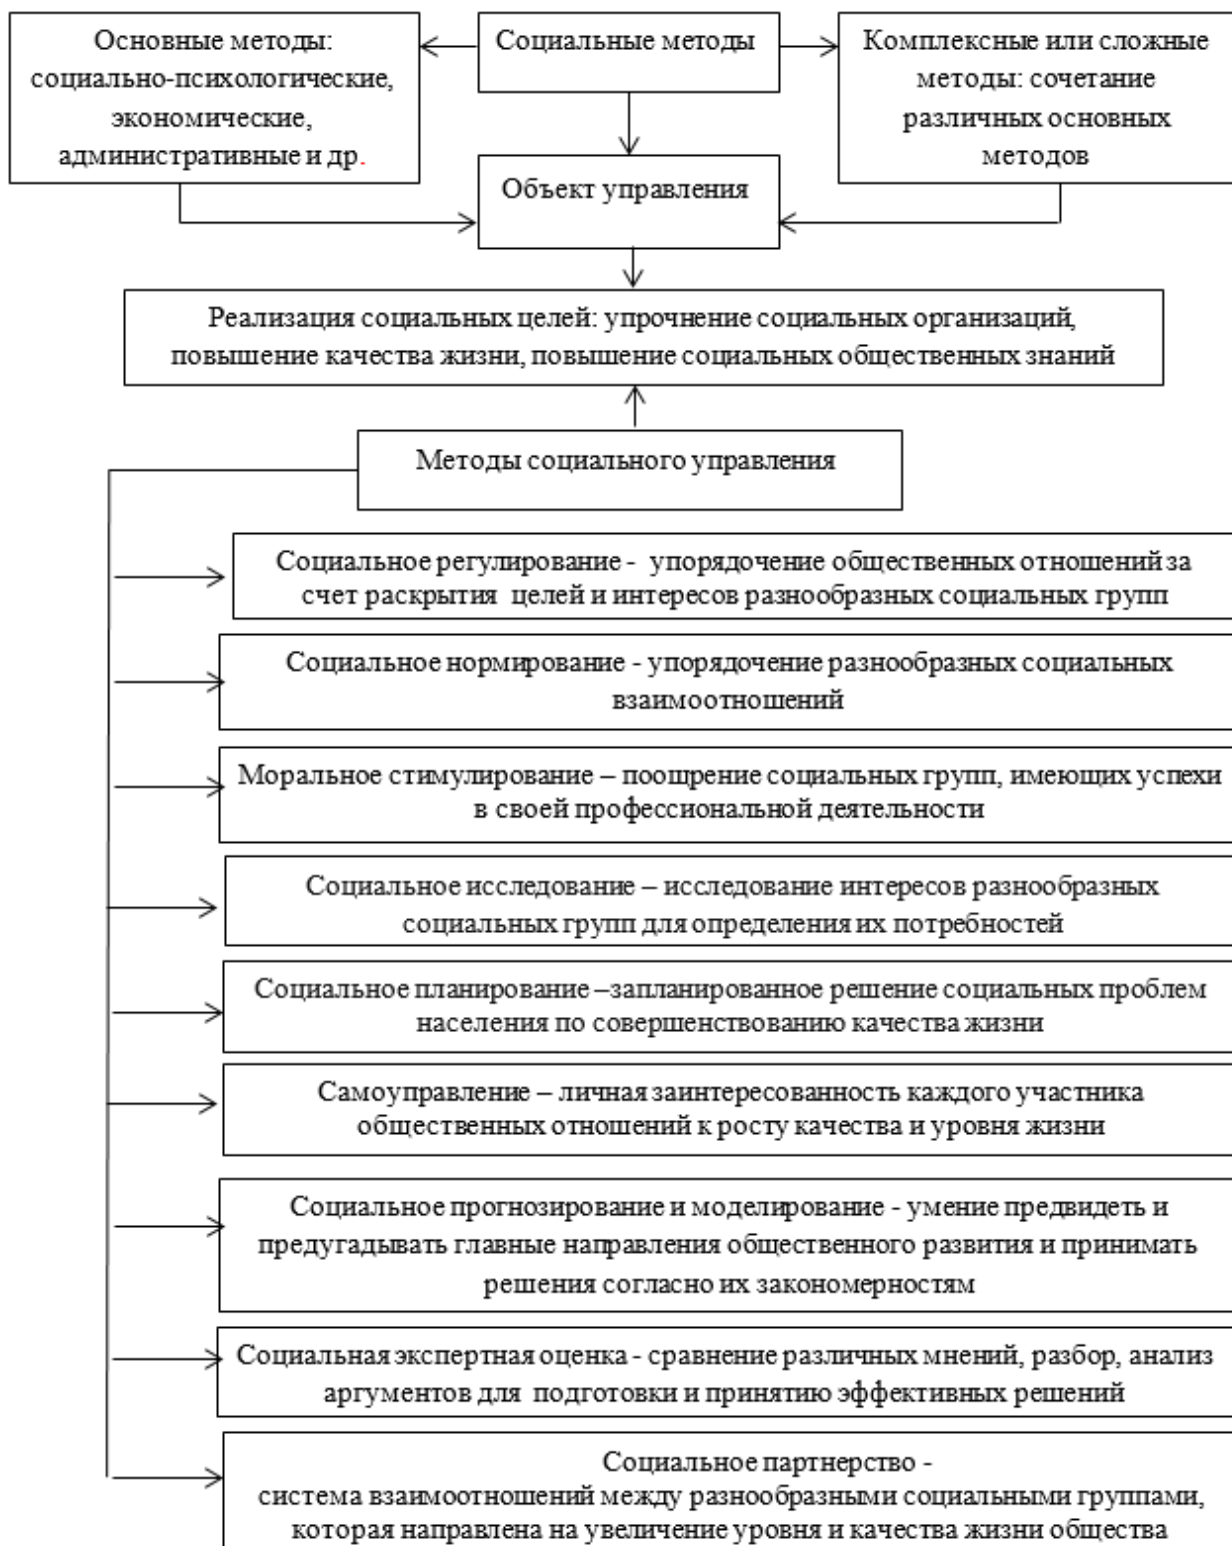 Основные методы:
социально-психологические,
экономические,
административные и др.
Социальные методы
Комплексные или сложные
методы: сочетание
различных основных
методов
Объект управления
Реализация социальных целей: упрочнение социальных организаций,
повышение качества жизни, повышение социальных общественных знаний
Методы социального управления
Социальное регулирование - упорядочение общественных отношений за
счет раскрытия целей и интересов разнообразных социальных групп
Социальное нормирование - упорядочение разнообразных социальных
взаимоотношений
Моральное стимулирование – поощрение социальных групп, имеющих успехи
в своей профессиональной деятельности
Социальное исследование – исследование интересов разнообразных
социальных групп для определения их потребностей
Социальное планирование –запланированное решение социальных проблем
населения по совершенствованию качества жизни
Самоуправление – личная заинтересованность каждого участника
общественных отношений к росту качества и уровня жизни
Социальное прогнозирование и моделирование - умение предвидеть и
предугадывать главные направления общественного развития и принимать
решения согласно их закономерностям
Социальная экспертная оценка - сравнение различных мнений, разбор, анализ
аргументов для подготовки и принятию эффективных решений
Социальное партнерство -
система взаимоотношений между разнообразными социальными группами,
которая направлена на увеличение уровня и качества жизни общества